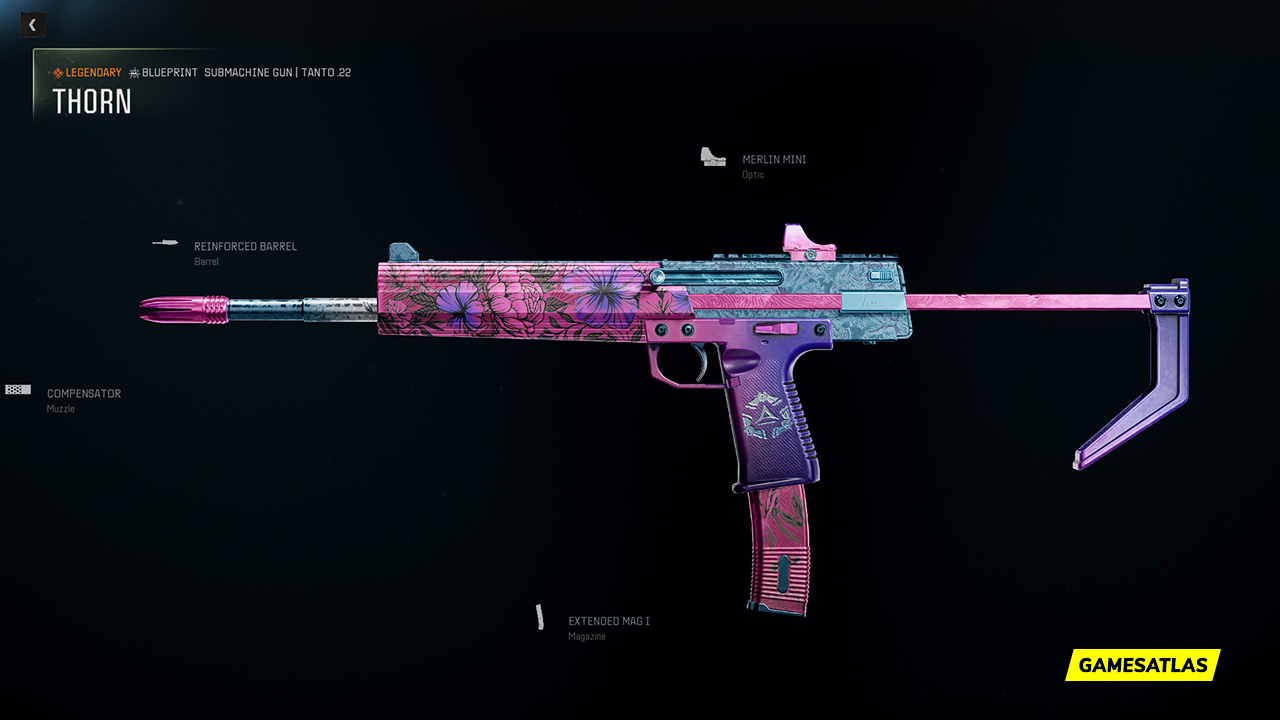 LEGENDARY BLUEPRINT SUBMACHINE GUN | TANTO .22
THORN
MERLIN MINI
Optic
REINFORCED BARREL
Barrel
COMPENSATOR
Muzzle
EXTENDED MAG I
Magazine
GAMESATLAS